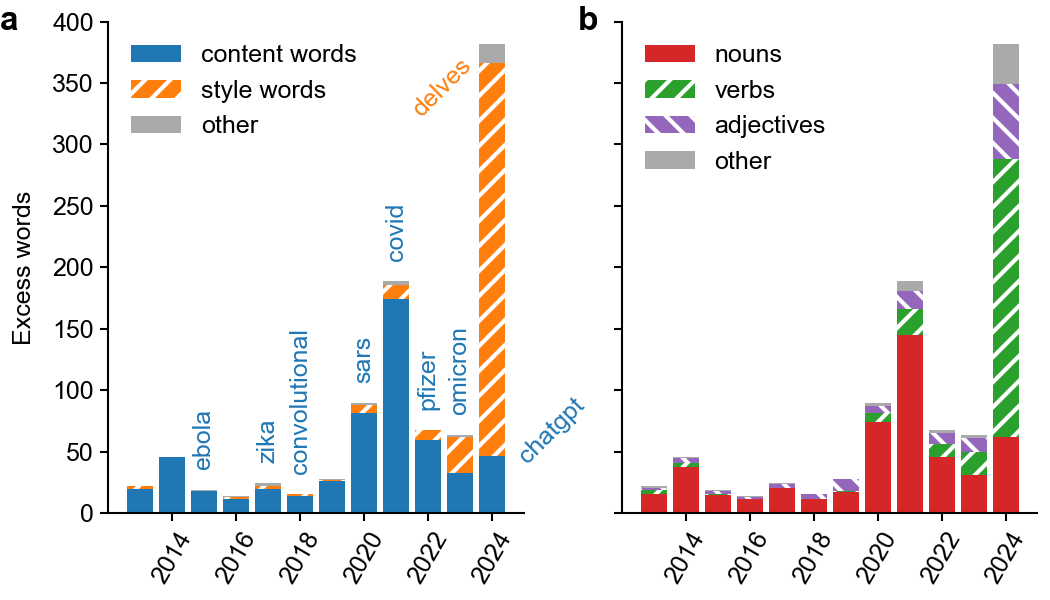 a
Excess words
400
350
300
250
200
150
100
50
0
content words
style words
other
delves
covid
ebola
zika
convolutional
sars
pfizer
omicron
chatgpt
2014
2016
2018
2020
2022
2024
b
nouns
verbs
adjectives
other
2014
2016
2018
2020
2022
2024